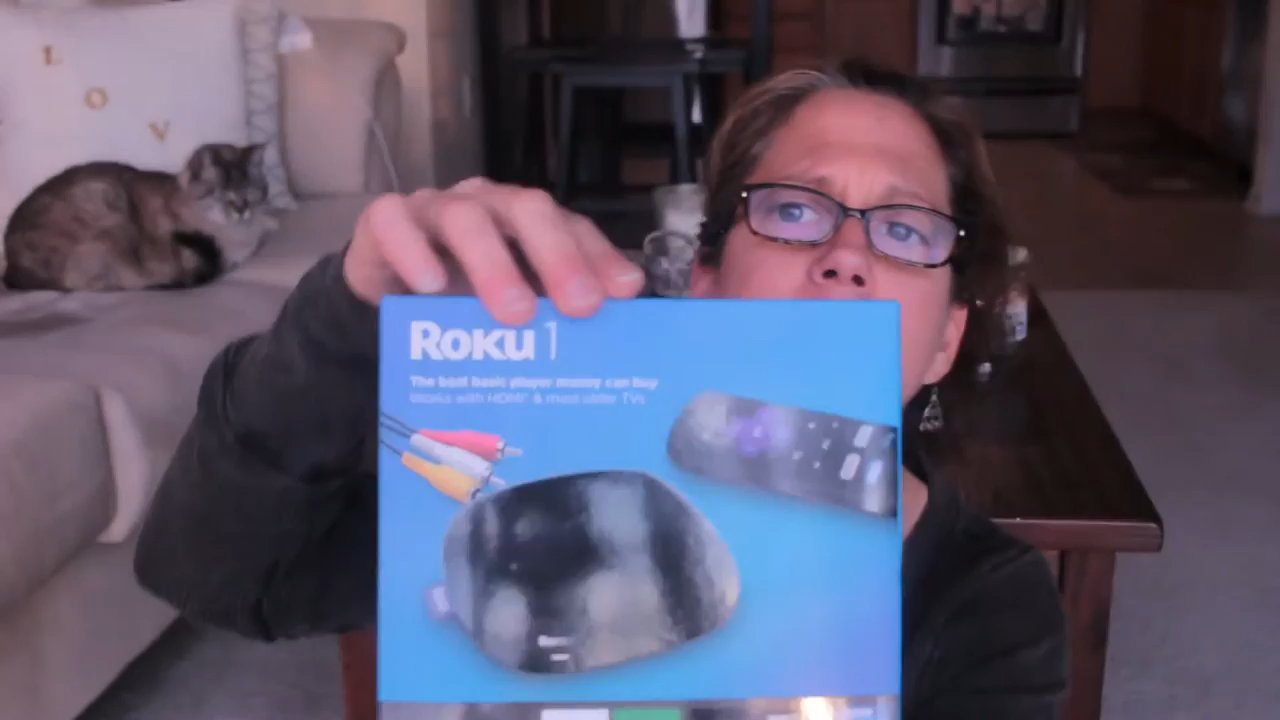 L
O
V
Roku 1
The best basic player money can buy
Works with HDMI® & most older TVs